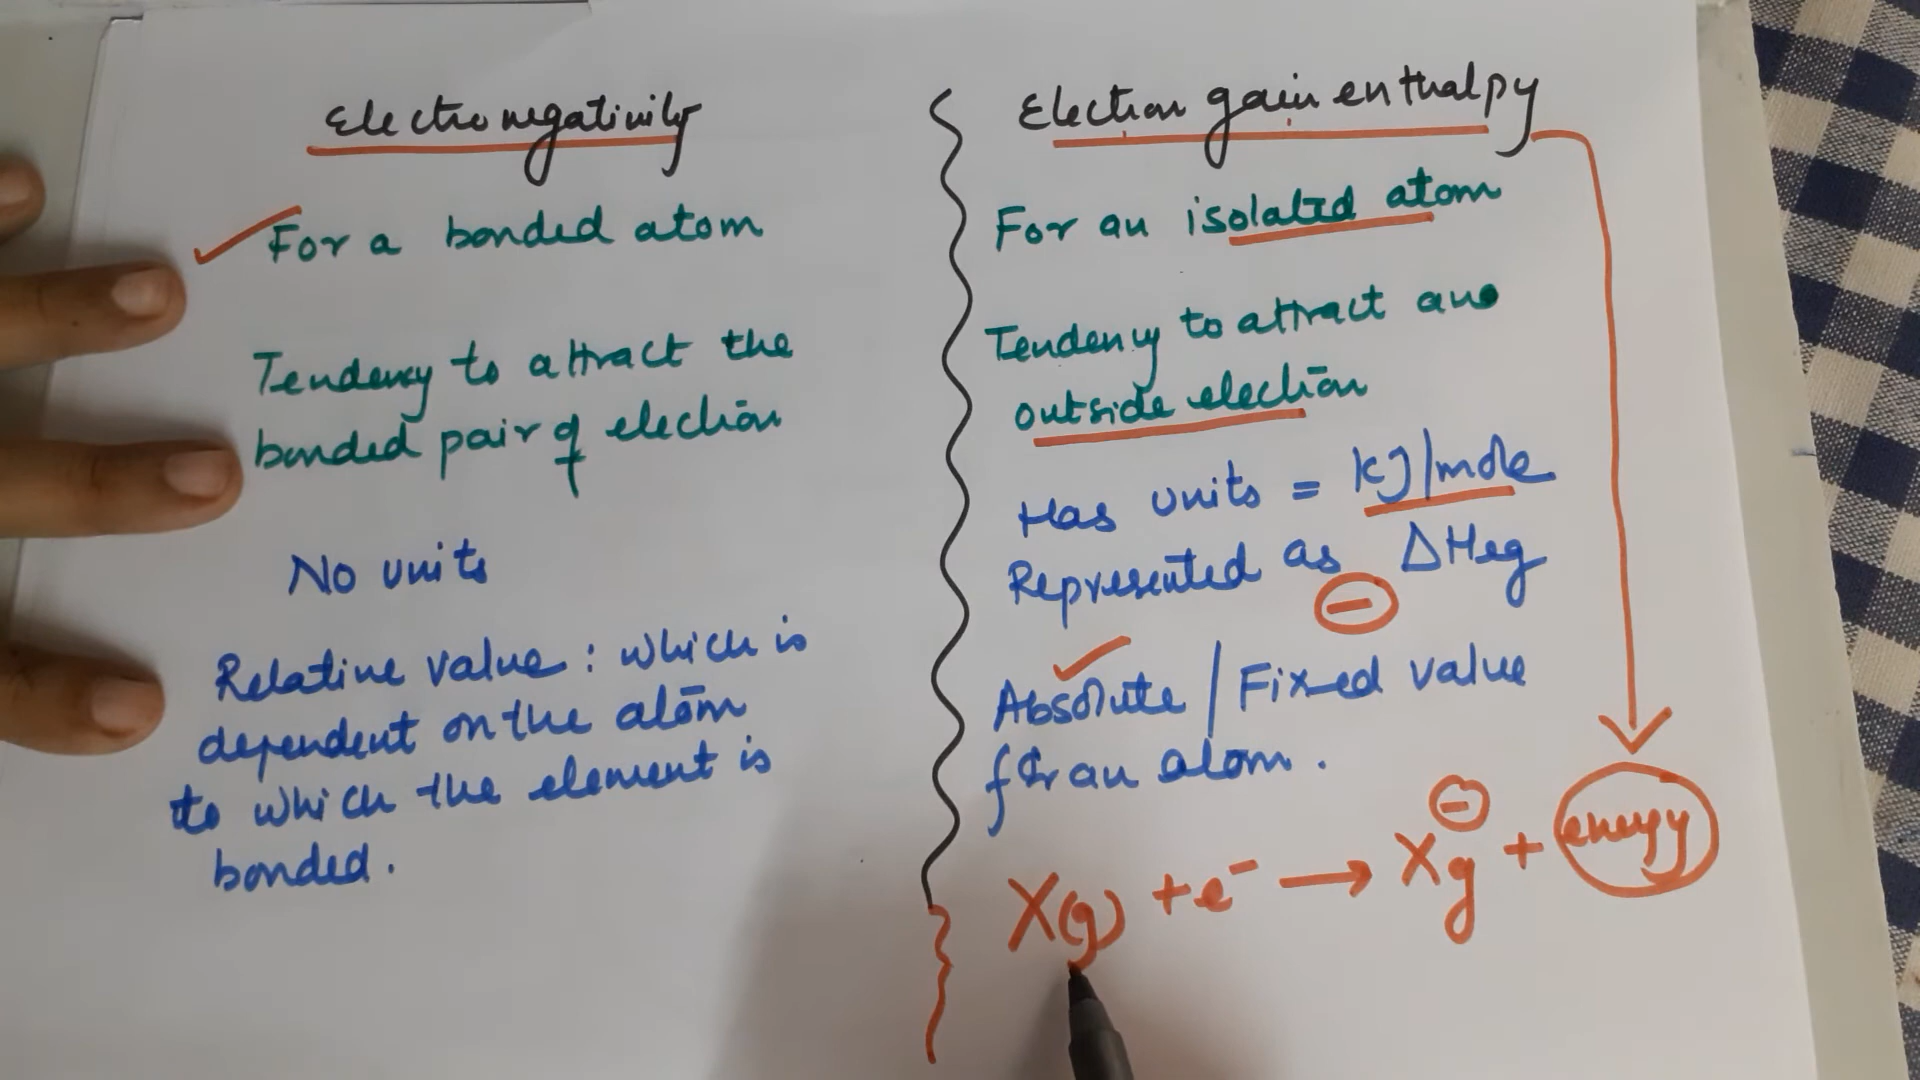 Electronegativity
For a bonded atom
Tendency to attract the
bonded pair of electron
No units
Relative value : which is
dependent on the atom
to which the element is
bonded.
Electron gain enthalpy
For an isolated atom
Tendency to attract an
outside electron
Has units = kJ/mole
Represented as ΔHeg
−
Absolute / Fixed value
for an atom.
X(g) + e⁻ → Xg⁻ + energy